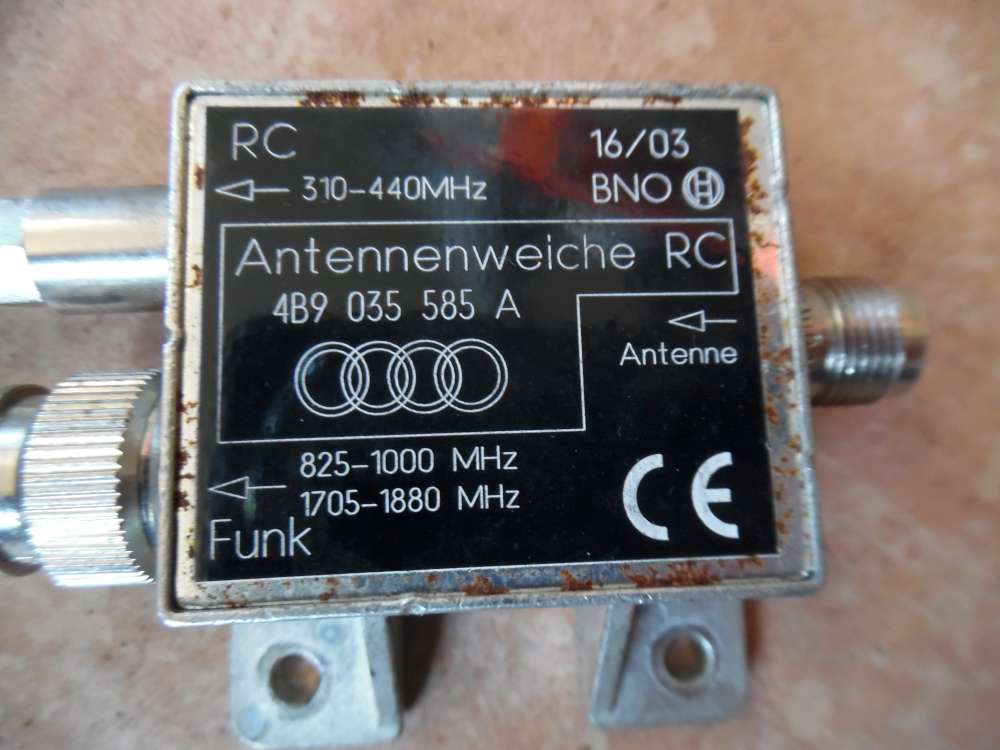 RC
16/03
310-440MHz
BNO
Antennenweiche RC
4B9 035 585 A
Antenne
825-1000 MHz
1705-1880 MHz
Funk
CE